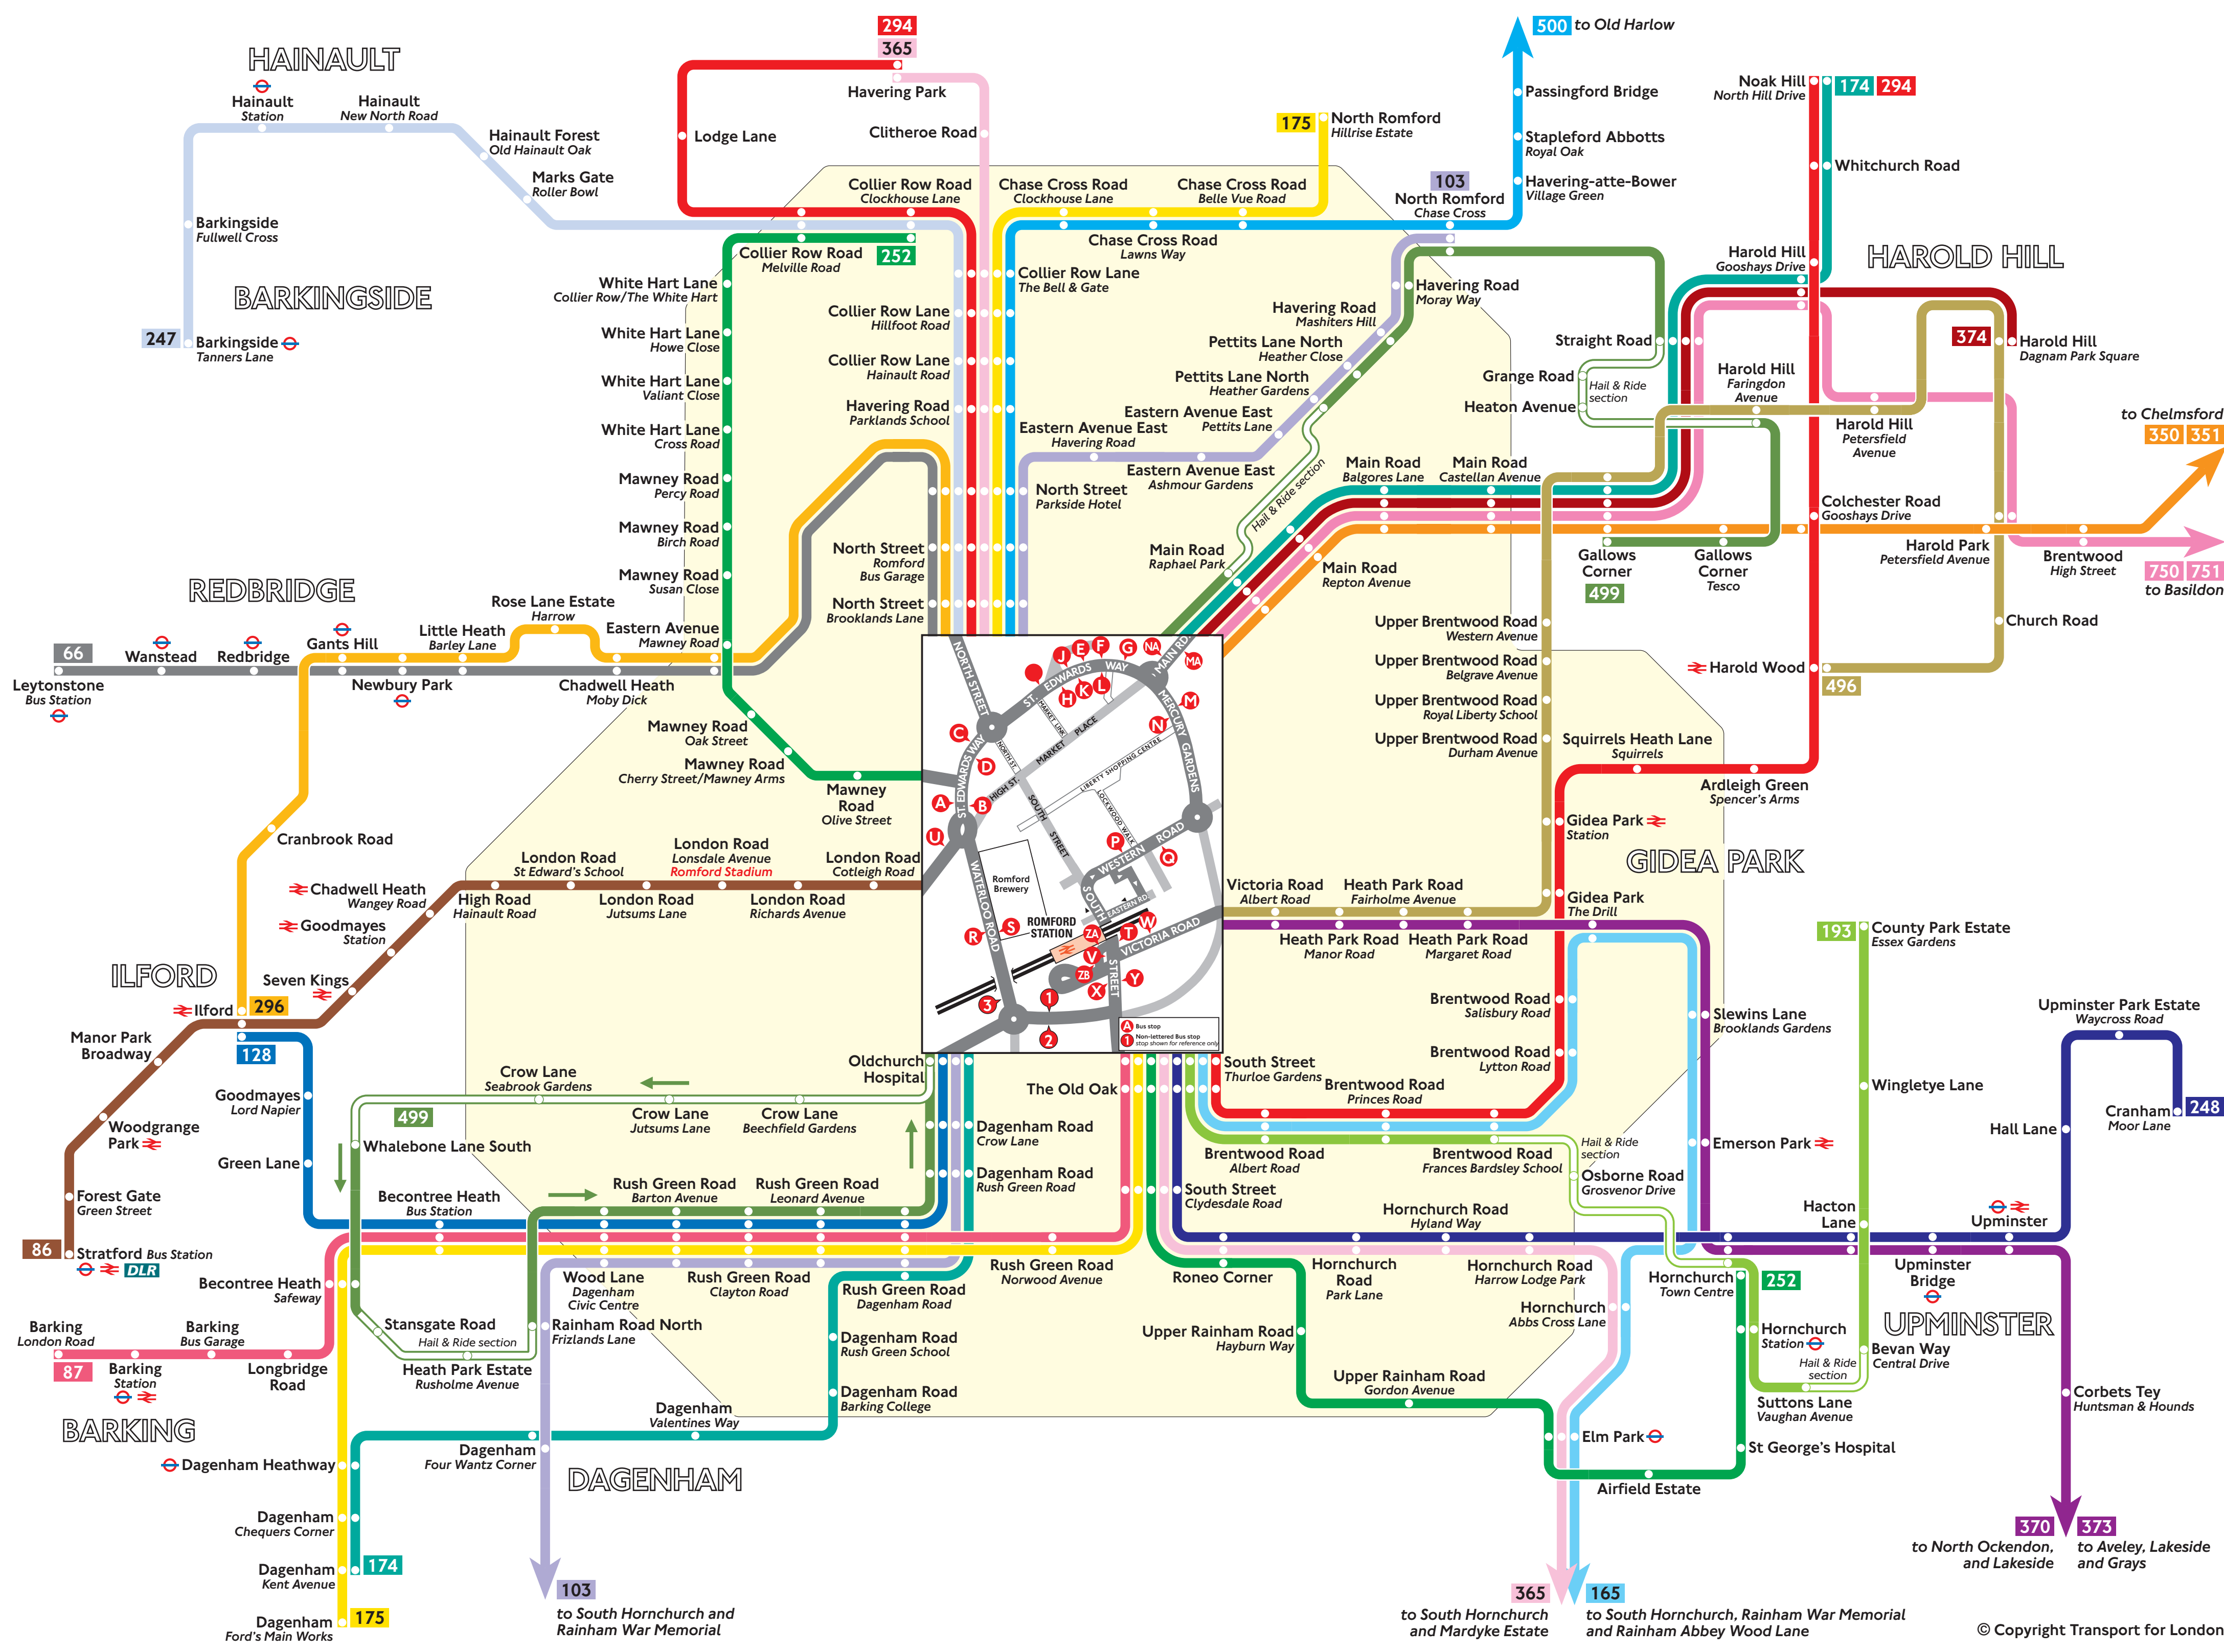 294
365
500 to Old Harlow
HAINAULT
Hainault
Station
Hainault
New North Road
Hainault Forest
Old Hainault Oak
Marks Gate
Roller Bowl
Barkingside
Fullwell Cross
BARKINGSIDE
247
Barkingside
Tanners Lane
Havering Park
Lodge Lane
Clitheroe Road
175
North Romford
Hillrise Estate
Passingford Bridge
Stapleford Abbotts
Royal Oak
Havering-atte-Bower
Village Green
Noak Hill
North Hill Drive
174 294
Whitchurch Road
Collier Row Road
Clockhouse Lane
Chase Cross Road
Clockhouse Lane
Chase Cross Road
Belle Vue Road
103
North Romford
Chase Cross
Collier Row Road
Melville Road
252
Chase Cross Road
Lawns Way
Harold Hill
Gooshays Drive
HAROLD HILL
White Hart Lane
Collier Row/The White Hart
Collier Row Lane
The Bell & Gate
Havering Road
Moray Way
Collier Row Lane
Hillfoot Road
Havering Road
Mashiters Hill
White Hart Lane
Howe Close
Pettits Lane North
Heather Close
Straight Road
374
Harold Hill
Dagnam Park Square
Collier Row Lane
Hainault Road
White Hart Lane
Valiant Close
Pettits Lane North
Heather Gardens
Grange Road
Hail & Ride
section
Heaton Avenue
Harold Hill
Faringdon
Avenue
Havering Road
Parklands School
Eastern Avenue East
Pettits Lane
White Hart Lane
Cross Road
Eastern Avenue East
Havering Road
Harold Hill
Petersfield
Avenue
to Chelmsford
350 351
Eastern Avenue East
Ashmour Gardens
Hail & Ride section
Mawney Road
Percy Road
North Street
Parkside Hotel
Main Road
Balgores Lane
Main Road
Castellan Avenue
Colchester Road
Gooshays Drive
Mawney Road
Birch Road
North Street
Romford
Bus Garage
Main Road
Raphael Park
Main Road
Repton Avenue
Gallows
Corner
499
Gallows
Corner
Tesco
Harold Park
Petersfield Avenue
Brentwood
High Street
750 751
to Basildon
Mawney Road
Susan Close
North Street
Brooklands Lane
REDBRIDGE
Rose Lane Estate
Harrow
Eastern Avenue
Mawney Road
Little Heath
Barley Lane
Gants Hill
66
Leytonstone
Bus Station
Wanstead
Redbridge
Newbury Park
Chadwell Heath
Moby Dick
Upper Brentwood Road
Western Avenue
Church Road
Upper Brentwood Road
Belgrave Avenue
Harold Wood
496
Upper Brentwood Road
Royal Liberty School
Upper Brentwood Road
Durham Avenue
Squirrels Heath Lane
Squirrels
Ardleigh Green
Spencer's Arms
Mawney Road
Oak Street
Mawney Road
Cherry Street/Mawney Arms
Mawney
Road
Olive Street
Gidea Park
Station
GIDEA PARK
Gidea Park
The Drill
NORTH STREET
ST. EDWARDS WAY
MAIN RD
MERCURY GARDENS
MARKET LINK
MARKET PLACE
NORTH ST.
HIGH ST.
ST. EDWARDS WAY
LIBERTY SHOPPING CENTRE
LOCKWOOD WALK
SOUTH STREET
WESTERN ROAD
WATERLOO ROAD
Romford
Brewery
ROMFORD
STATION
SOUTH STREET
EASTERN RD.
VICTORIA ROAD
J E F G NA MA
H K L M N
C D A B U
P Q R S
ZA T W V ZB X Y
1 2 3
A Bus stop
1 Non-lettered Bus stop
stop shown for reference only
Cranbrook Road
London Road
St Edward's School
London Road
Lonsdale Avenue
Romford Stadium
London Road
Cotleigh Road
Chadwell Heath
Wangey Road
High Road
Hainault Road
London Road
Jutsums Lane
London Road
Richards Avenue
Goodmayes
Station
Seven Kings
ILFORD
Ilford
296
128
Manor Park
Broadway
Woodgrange
Park
Forest Gate
Green Street
86
Stratford Bus Station
DLR
Victoria Road
Albert Road
Heath Park Road
Fairholme Avenue
Heath Park Road
Manor Road
Heath Park Road
Margaret Road
193
County Park Estate
Essex Gardens
Brentwood Road
Salisbury Road
Slewins Lane
Brooklands Gardens
Upminster Park Estate
Waycross Road
Brentwood Road
Lytton Road
Wingletye Lane
Cranham
Moor Lane
248
Hall Lane
Oldchurch
Hospital
South Street
Thurloe Gardens
The Old Oak
Brentwood Road
Princes Road
Crow Lane
Seabrook Gardens
499
Crow Lane
Jutsums Lane
Crow Lane
Beechfield Gardens
Goodmayes
Lord Napier
Whalebone Lane South
Green Lane
Dagenham Road
Crow Lane
Dagenham Road
Rush Green Road
Brentwood Road
Albert Road
Brentwood Road
Frances Bardsley School
Hail & Ride
section
Osborne Road
Grosvenor Drive
Emerson Park
South Street
Clydesdale Road
Becontree Heath
Bus Station
Rush Green Road
Barton Avenue
Rush Green Road
Leonard Avenue
Hornchurch Road
Hyland Way
Hacton
Lane
Upminster
Becontree Heath
Safeway
Wood Lane
Dagenham
Civic Centre
Rush Green Road
Clayton Road
Rush Green Road
Dagenham Road
Rush Green Road
Norwood Avenue
Roneo Corner
Hornchurch
Road
Park Lane
Hornchurch Road
Harrow Lodge Park
Hornchurch
Town Centre
252
Upminster
Bridge
UPMINSTER
Hornchurch
Abbs Cross Lane
Hornchurch
Station
Hail & Ride
section
Bevan Way
Central Drive
Barking
London Road
87
Barking
Bus Garage
Barking
Station
Longbridge
Road
BARKING
Stansgate Road
Hail & Ride section
Heath Park Estate
Rusholme Avenue
Rainham Road North
Frizlands Lane
Dagenham Road
Rush Green School
Dagenham Road
Barking College
Upper Rainham Road
Hayburn Way
Upper Rainham Road
Gordon Avenue
Suttons Lane
Vaughan Avenue
Corbets Tey
Huntsman & Hounds
Dagenham
Valentines Way
Dagenham
Four Wantz Corner
DAGENHAM
Dagenham Heathway
Elm Park
St George's Hospital
Airfield Estate
Dagenham
Chequers Corner
Dagenham
Kent Avenue
174
Dagenham
Ford's Main Works
175
103
to South Hornchurch and
Rainham War Memorial
365
to South Hornchurch
and Mardyke Estate
165
to South Hornchurch, Rainham War Memorial
and Rainham Abbey Wood Lane
370
to North Ockendon,
and Lakeside
373
to Aveley, Lakeside
and Grays
© Copyright Transport for London